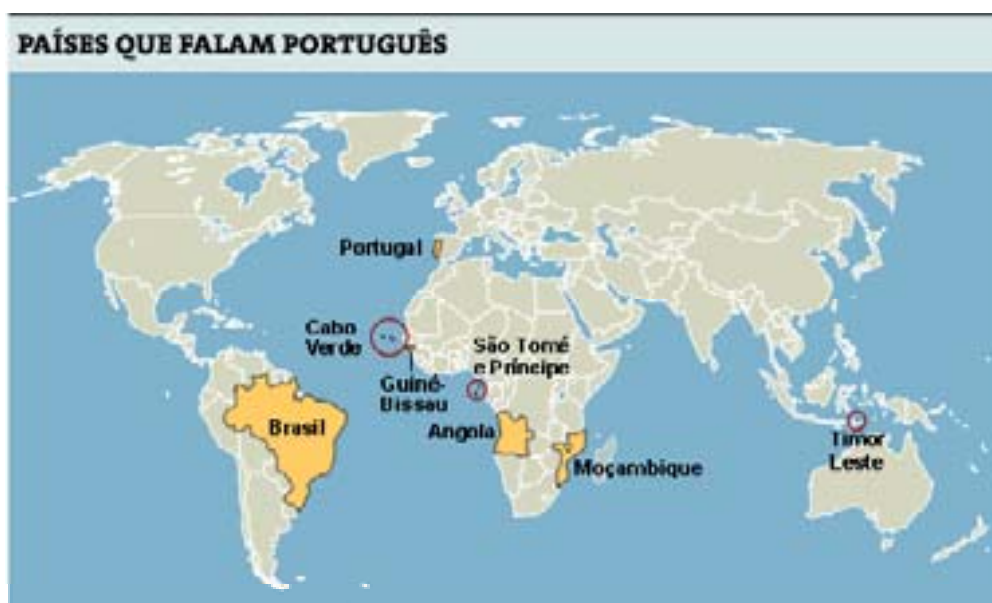 PAÍSES QUE FALAM PORTUGUÊS
Portugal
Cabo
Verde
São Tomé
e Príncipe
Guiné-
Bissau
Brasil
Angola
Moçambique
Timor
Leste